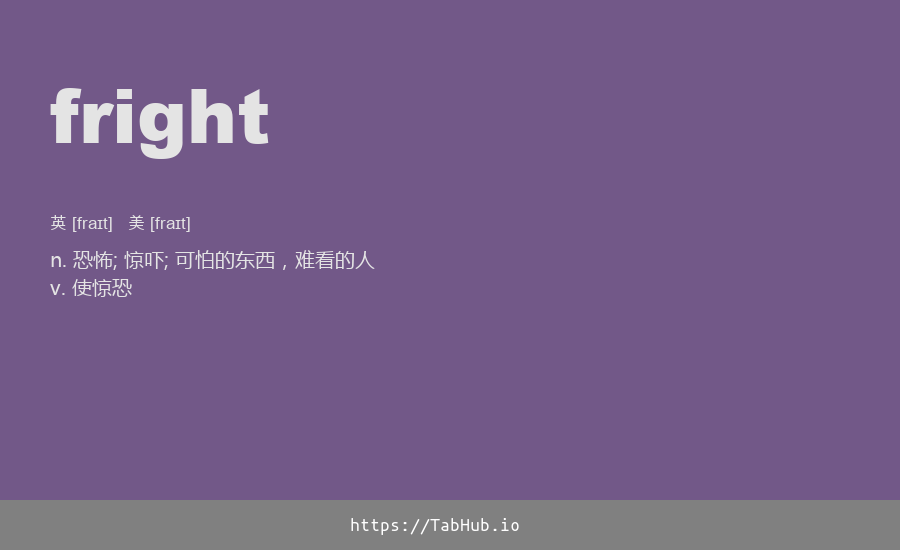 fright
英 [fraɪt] 美 [fraɪt]
n. 恐怖; 惊吓; 可怕的东西，难看的人
v. 使惊恐
https://TabHub.io